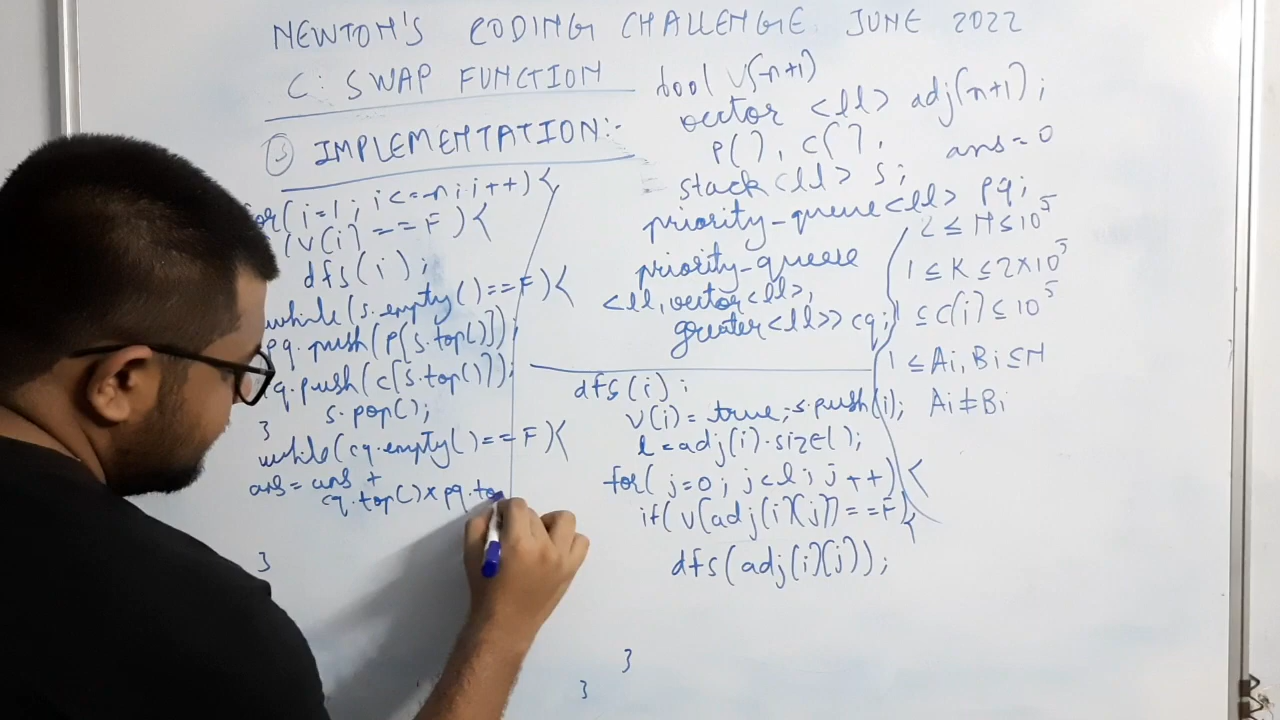 NEWTON'S CODING CHALLENGE JUNE 2022
C: SWAP FUNCTION
③ IMPLEMENTATION:-
for(i=1; i<=n; i++){
(v(i)==F){
dfs(i);
while(s.empty()==F){
pq.push(p[s.top()]);
cq.push(c[s.top()]);
s.pop();
}
while(cq.empty()==F){
ans = ans +
cq.top()×pq.to
}
bool v(n+1)
vector <ll> adj(n+1);
p(), c(),
ans=0
stack<ll> s;
priority-queue<ll> pq;
priority-queue
<ll, vector<ll>,
greater<ll>> cq;
2≤N≤10^5
1≤K≤2×10^5
1≤c(i)≤10^5
1≤Ai,Bi≤N
Ai≠Bi
dfs(i);
v(i)=true; s.push(i);
l=adj(i).size();
for(j=0; j<l; j++){
if(v(adj(i)(j))==F){
dfs(adj(i)(j));
}
}